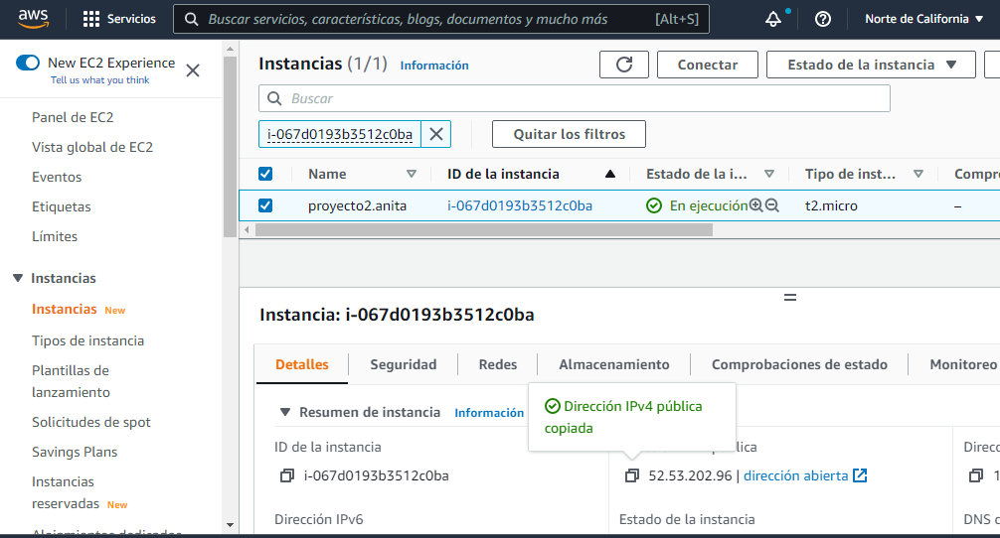 aws
Servicios
Buscar servicios, características, blogs, documentos y mucho más
[Alt+S]
Norte de California
New EC2 Experience
Tell us what you think
Panel de EC2
Vista global de EC2
Eventos
Etiquetas
Límites
Instancias
Instancias New
Tipos de instancia
Plantillas de
lanzamiento
Solicitudes de spot
Savings Plans
Instancias
reservadas New
Alojamientos dedicados
Instancias (1/1) Información
Conectar
Estado de la instancia
Buscar
i-067d0193b3512c0ba
Quitar los filtros
Name
ID de la instancia
Estado de la i...
Tipo de inst...
Compro
proyecto2.anita
i-067d0193b3512c0ba
En ejecución
t2.micro
–
Instancia: i-067d0193b3512c0ba
Detalles
Seguridad
Redes
Almacenamiento
Comprobaciones de estado
Monitoreo
Resumen de instancia Información
Dirección IPv4 pública
copiada
ID de la instancia
i-067d0193b3512c0ba
52.53.202.96 | dirección abierta
Direcc
1
Dirección IPv6
Estado de la instancia
DNS d